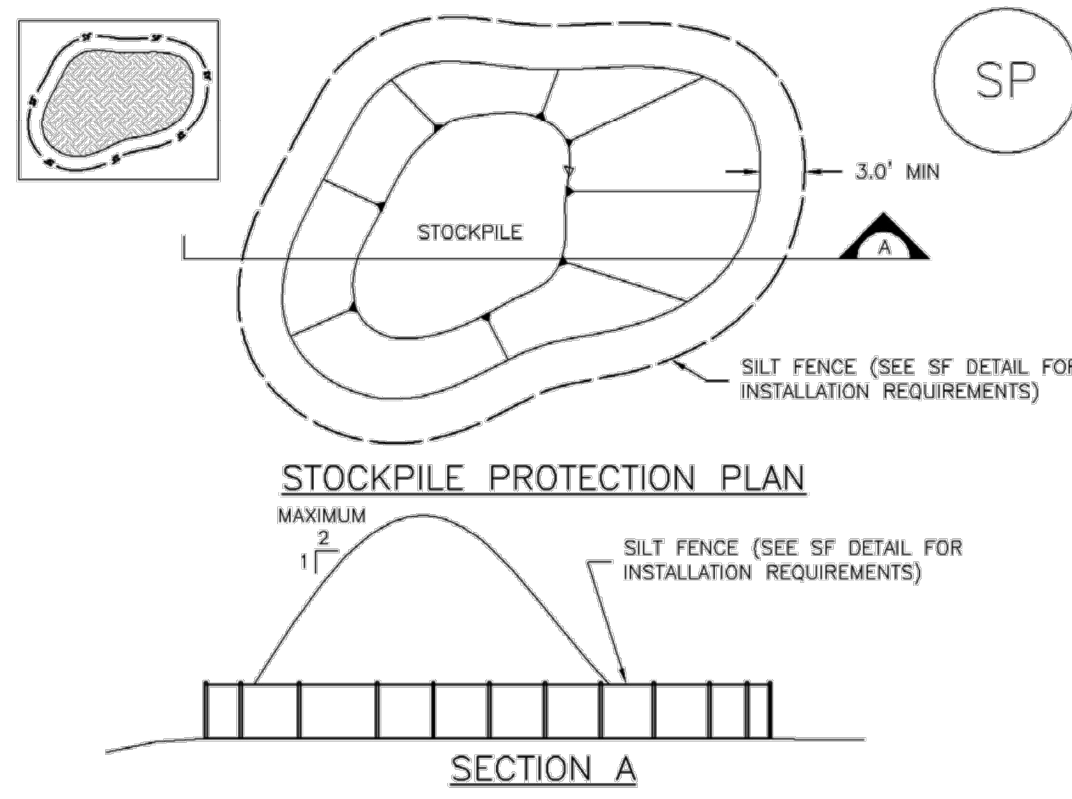 SP
3.0' MIN
STOCKPILE
A
SILT FENCE (SEE SF DETAIL FOR
INSTALLATION REQUIREMENTS)
STOCKPILE PROTECTION PLAN
MAXIMUM
2
1
SILT FENCE (SEE SF DETAIL FOR
INSTALLATION REQUIREMENTS)
SECTION A